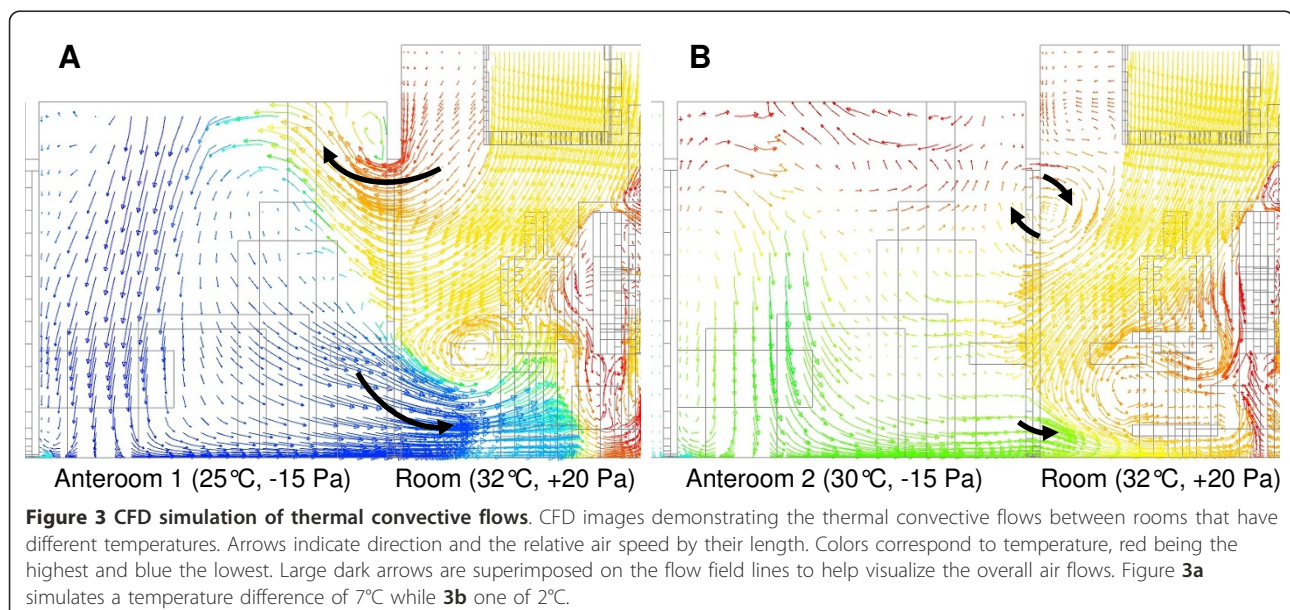 A
B
Anteroom 1 (25°C, -15 Pa)
Room (32°C, +20 Pa)
Anteroom 2 (30°C, -15 Pa)
Room (32°C, +20 Pa)
Figure 3 CFD simulation of thermal convective flows. CFD images demonstrating the thermal convective flows between rooms that have
different temperatures. Arrows indicate direction and the relative air speed by their length. Colors correspond to temperature, red being the
highest and blue the lowest. Large dark arrows are superimposed on the flow field lines to help visualize the overall air flows. Figure 3a
simulates a temperature difference of 7°C while 3b one of 2°C.